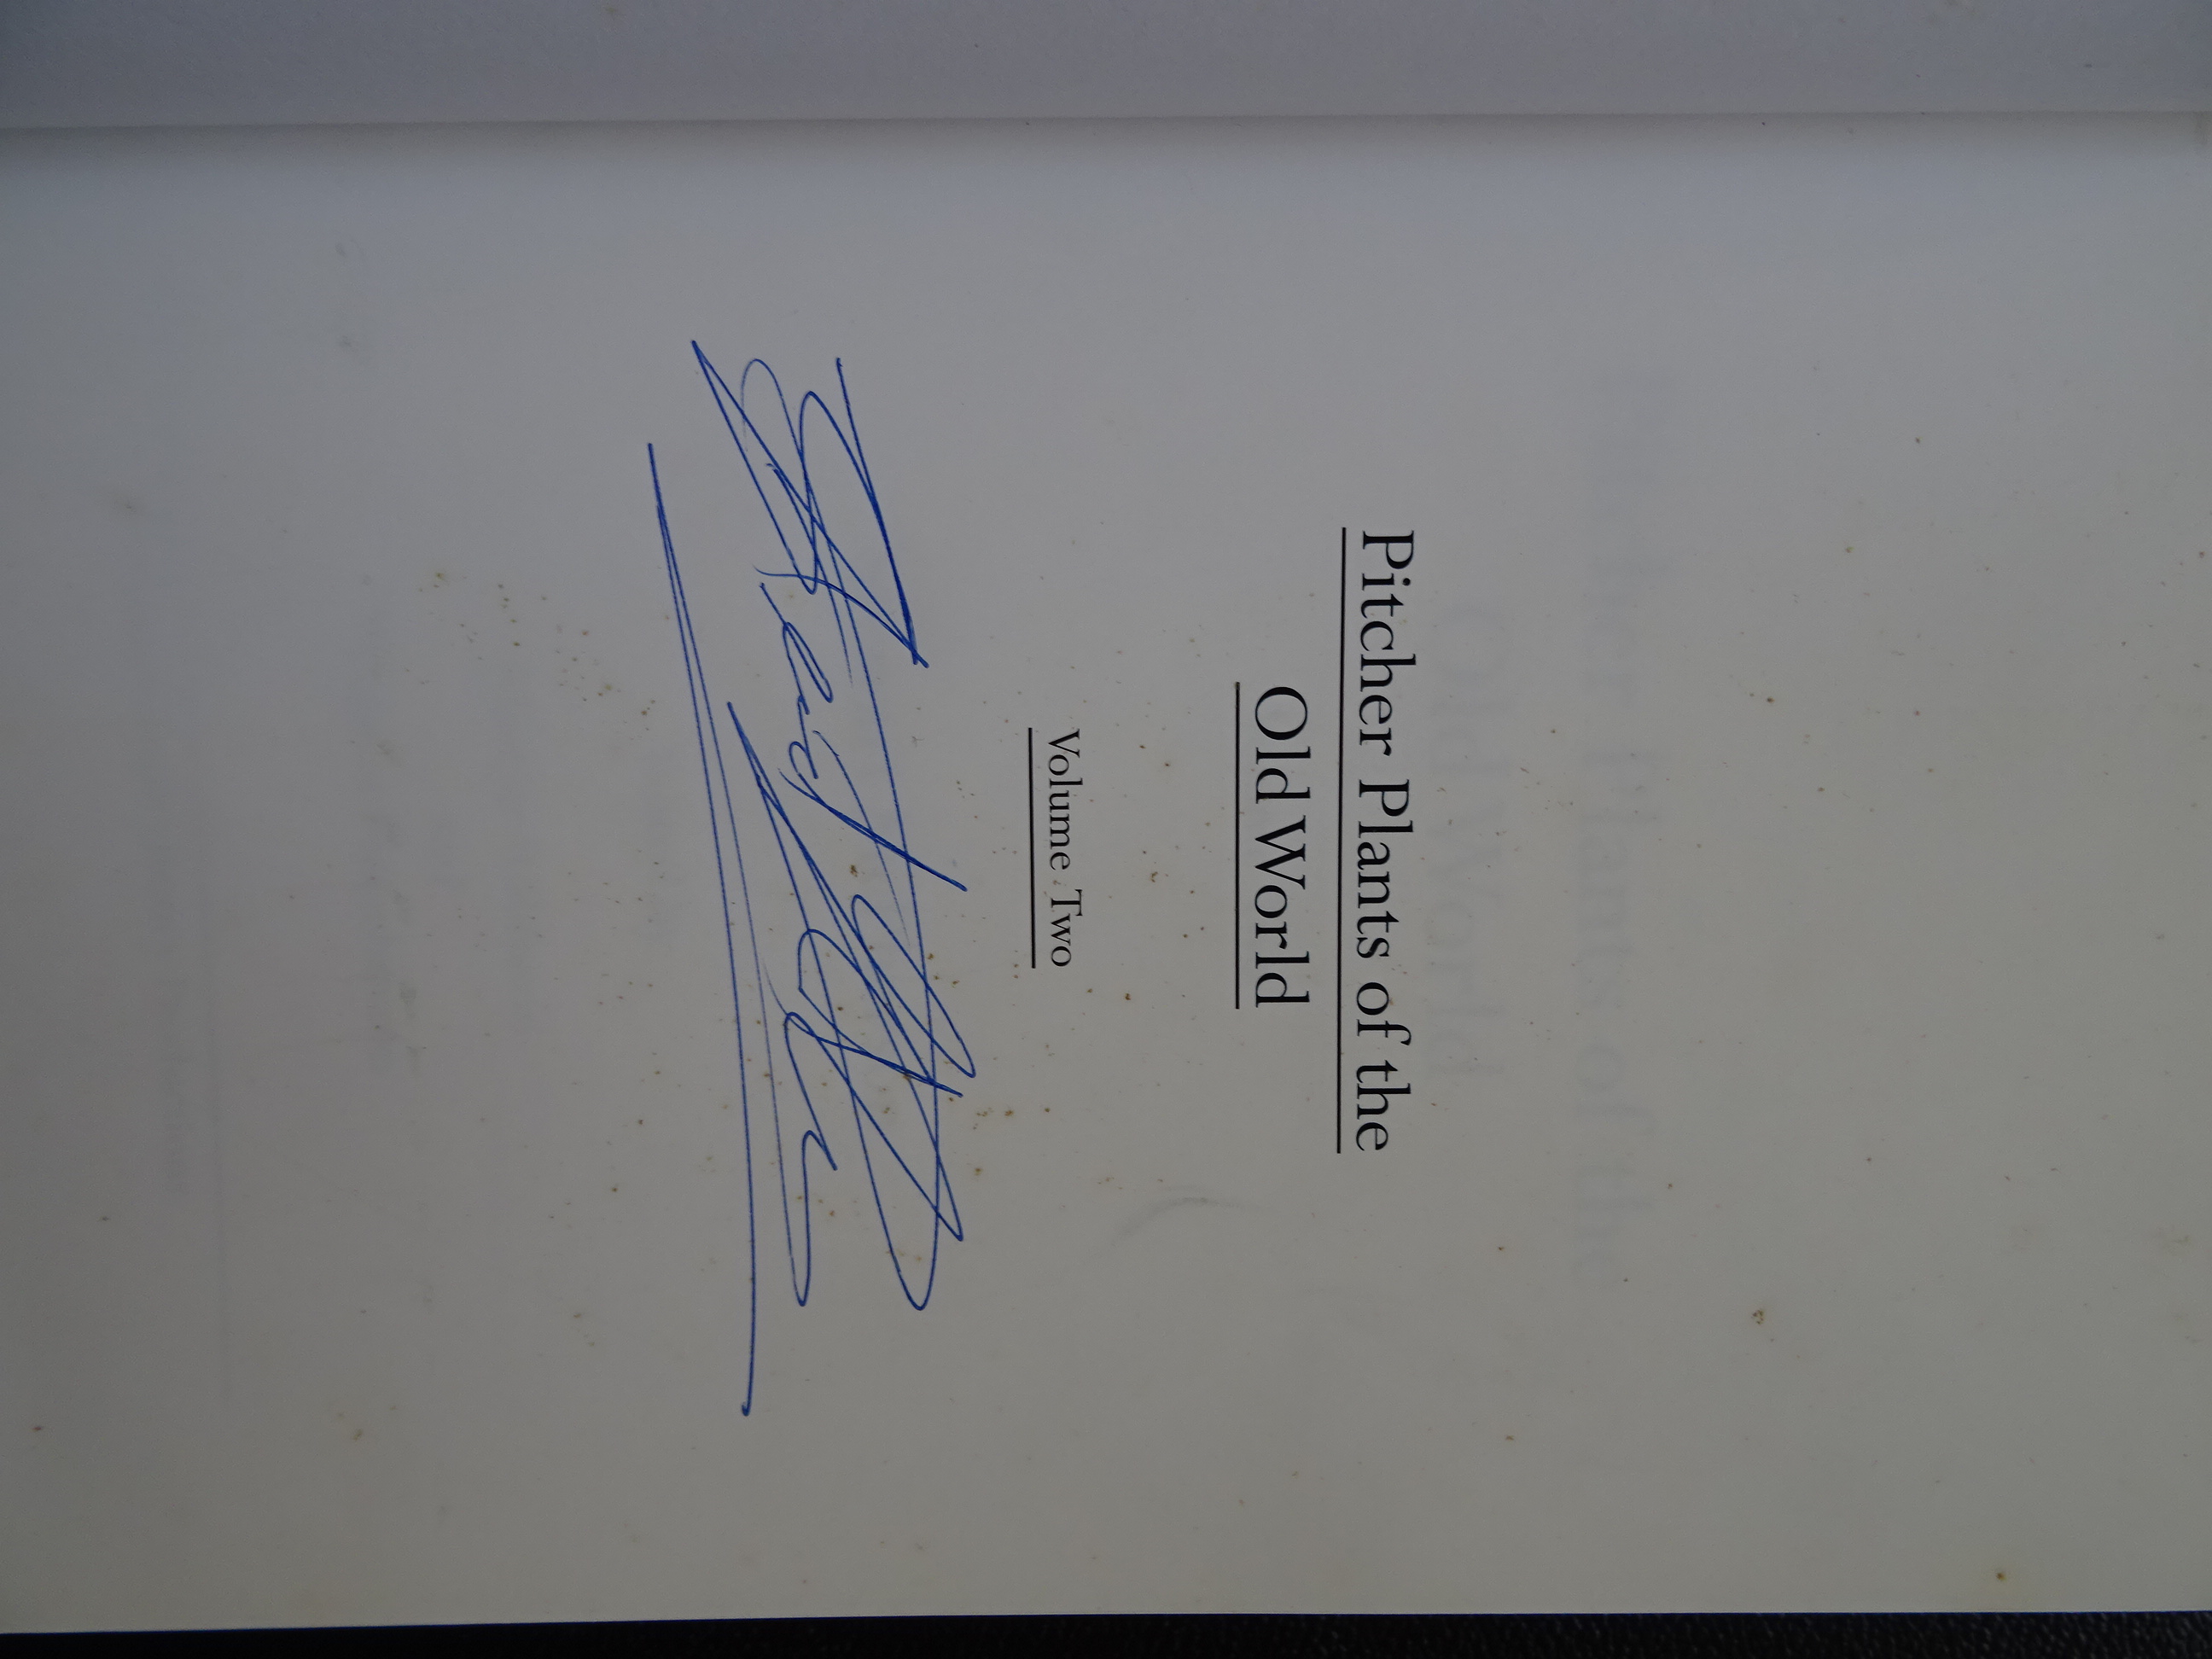 Pitcher Plants of the
Old World
Volume Two